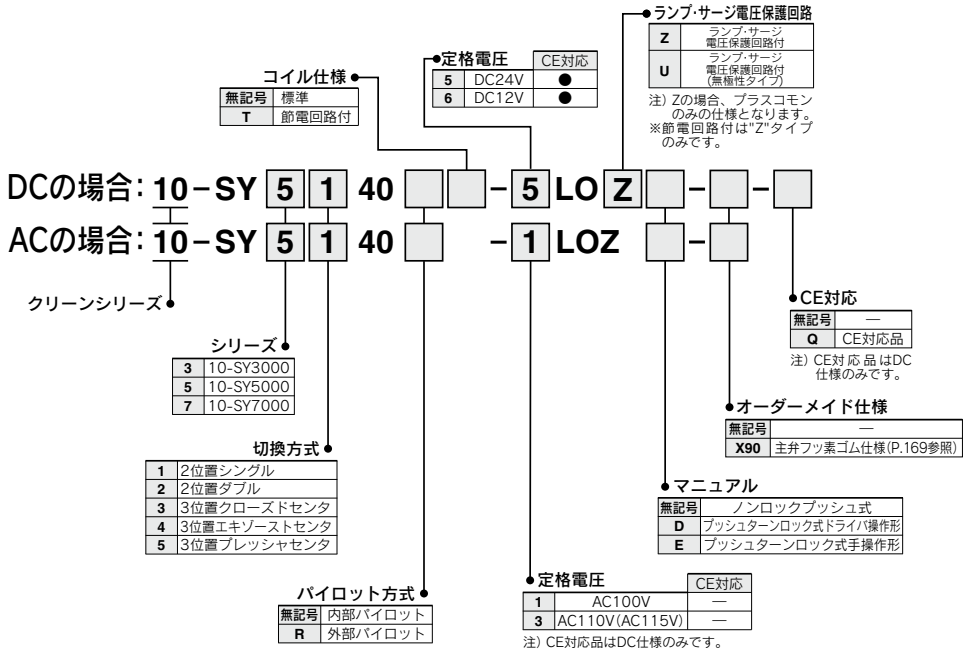 ランプ・サージ電圧保護回路
Z ランプ・サージ
電圧保護回路付
U ランプ・サージ
電圧保護回路付
(無極性タイプ)
注) Zの場合、プラスコモン
のみの仕様となります。
※節電回路付は"Z"タイプ
のみです。
定格電圧 CE対応
5 DC24V ●
6 DC12V ●
コイル仕様
無記号 標準
T 節電回路付
DCの場合: 10-SY 5 1 40 - 5 LO Z - -
ACの場合: 10-SY 5 1 40 - 1 LOZ -
クリーンシリーズ
シリーズ
3 10-SY3000
5 10-SY5000
7 10-SY7000
切換方式
1 2位置シングル
2 2位置ダブル
3 3位置クローズドセンタ
4 3位置エキゾーストセンタ
5 3位置プレッシャセンタ
パイロット方式
無記号 内部パイロット
R 外部パイロット
定格電圧 CE対応
1 AC100V —
3 AC110V(AC115V) —
注) CE対応品はDC仕様のみです。
マニュアル
無記号 ノンロックプッシュ式
D プッシュターンロック式ドライバ操作形
E プッシュターンロック式手操作形
オーダーメイド仕様
無記号 —
X90 主弁フッ素ゴム仕様(P.169参照)
CE対応
無記号 —
Q CE対応品
注) CE対応品はDC
仕様のみです。